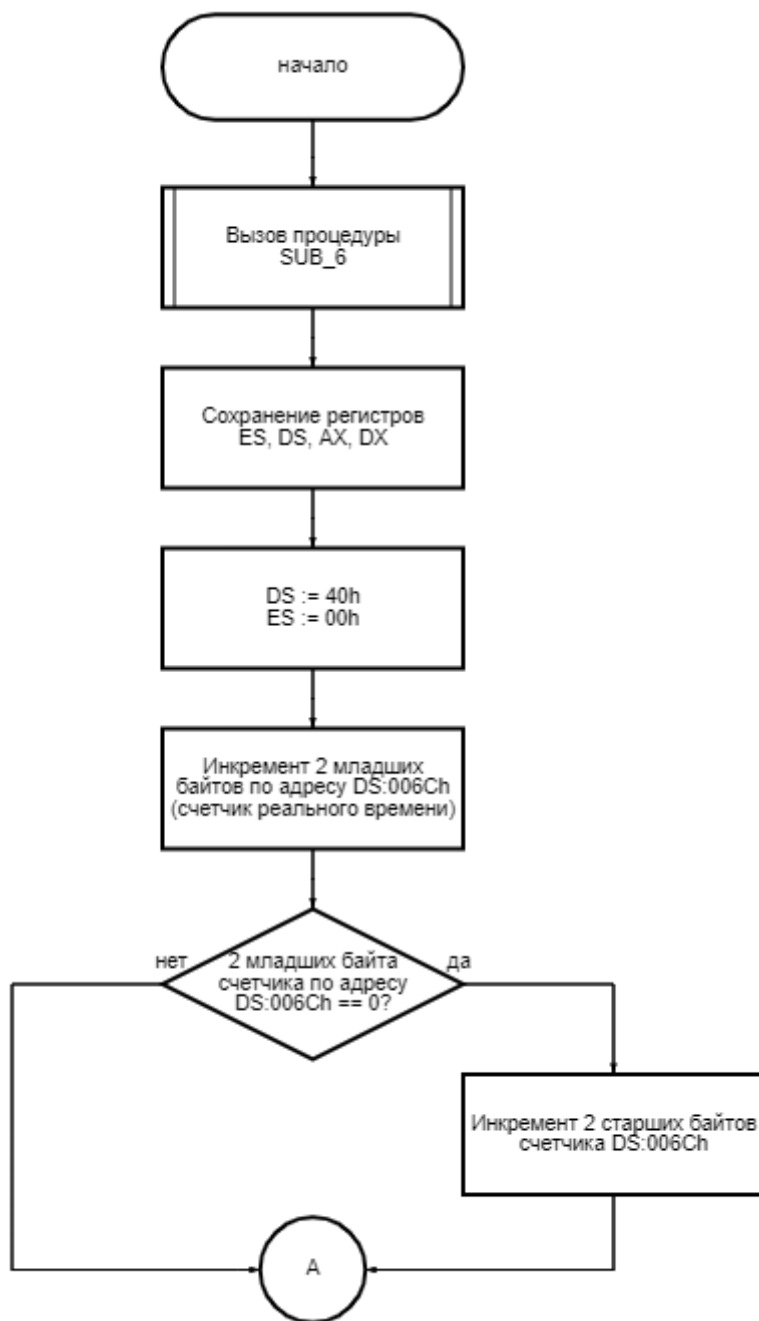 начало
Вызов процедуры
SUB_6
Сохранение регистров
ES, DS, AX, DX
DS := 40h
ES := 00h
Инкремент 2 младших
байтов по адресу DS:006Ch
(счетчик реального времени)
нет
2 младших байта
счетчика по адресу
DS:006Ch == 0?
да
Инкремент 2 старших байтов
счетчика DS:006Ch
A